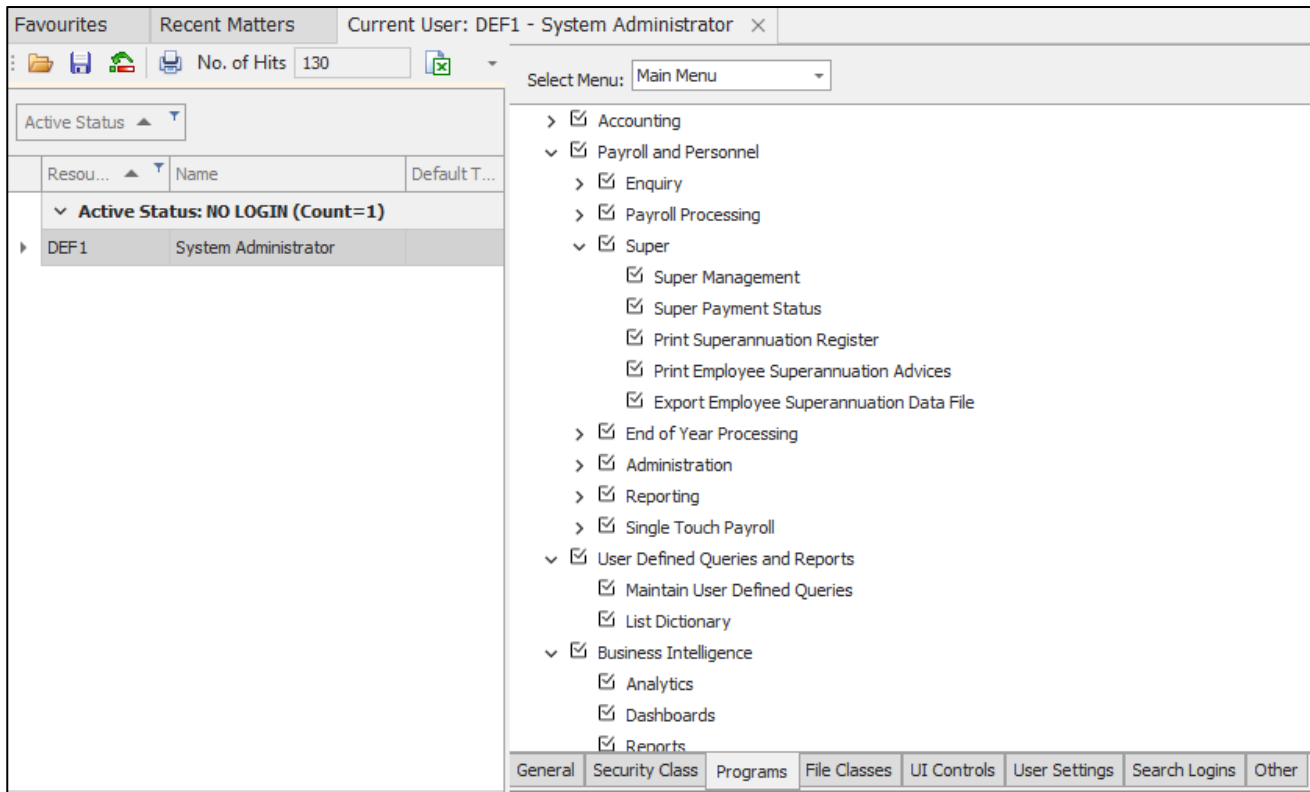 Favourites Recent Matters Current User: DEF1 - System Administrator
No. of Hits 130
Select Menu: Main Menu
Active Status
Resou... Name Default T...
Active Status: NO LOGIN (Count=1)
DEF1 System Administrator
Accounting
Payroll and Personnel
Enquiry
Payroll Processing
Super
Super Management
Super Payment Status
Print Superannuation Register
Print Employee Superannuation Advices
Export Employee Superannuation Data File
End of Year Processing
Administration
Reporting
Single Touch Payroll
User Defined Queries and Reports
Maintain User Defined Queries
List Dictionary
Business Intelligence
Analytics
Dashboards
Reports
General Security Class Programs File Classes UI Controls User Settings Search Logins Other